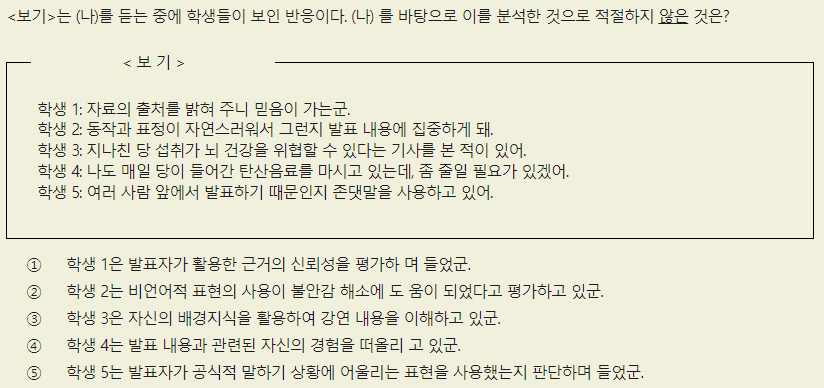 <보기>는 (나)를 듣는 중에 학생들이 보인 반응이다. (나) 를 바탕으로 이를 분석한 것으로 적절하지 않은 것은?
< 보 기 >
학생 1: 자료의 출처를 밝혀 주니 믿음이 가는군.
학생 2: 동작과 표정이 자연스러워서 그런지 발표 내용에 집중하게 돼.
학생 3: 지나친 당 섭취가 뇌 건강을 위협할 수 있다는 기사를 본 적이 있어.
학생 4: 나도 매일 당이 들어간 탄산음료를 마시고 있는데, 좀 줄일 필요가 있겠어.
학생 5: 여러 사람 앞에서 발표하기 때문인지 존댓말을 사용하고 있어.
① 학생 1은 발표자가 활용한 근거의 신뢰성을 평가하 며 들었군.
② 학생 2는 비언어적 표현의 사용이 불안감 해소에 도 움이 되었다고 평가하고 있군.
③ 학생 3은 자신의 배경지식을 활용하여 강연 내용을 이해하고 있군.
④ 학생 4는 발표 내용과 관련된 자신의 경험을 떠올리 고 있군.
⑤ 학생 5는 발표자가 공식적 말하기 상황에 어울리는 표현을 사용했는지 판단하며 들었군.